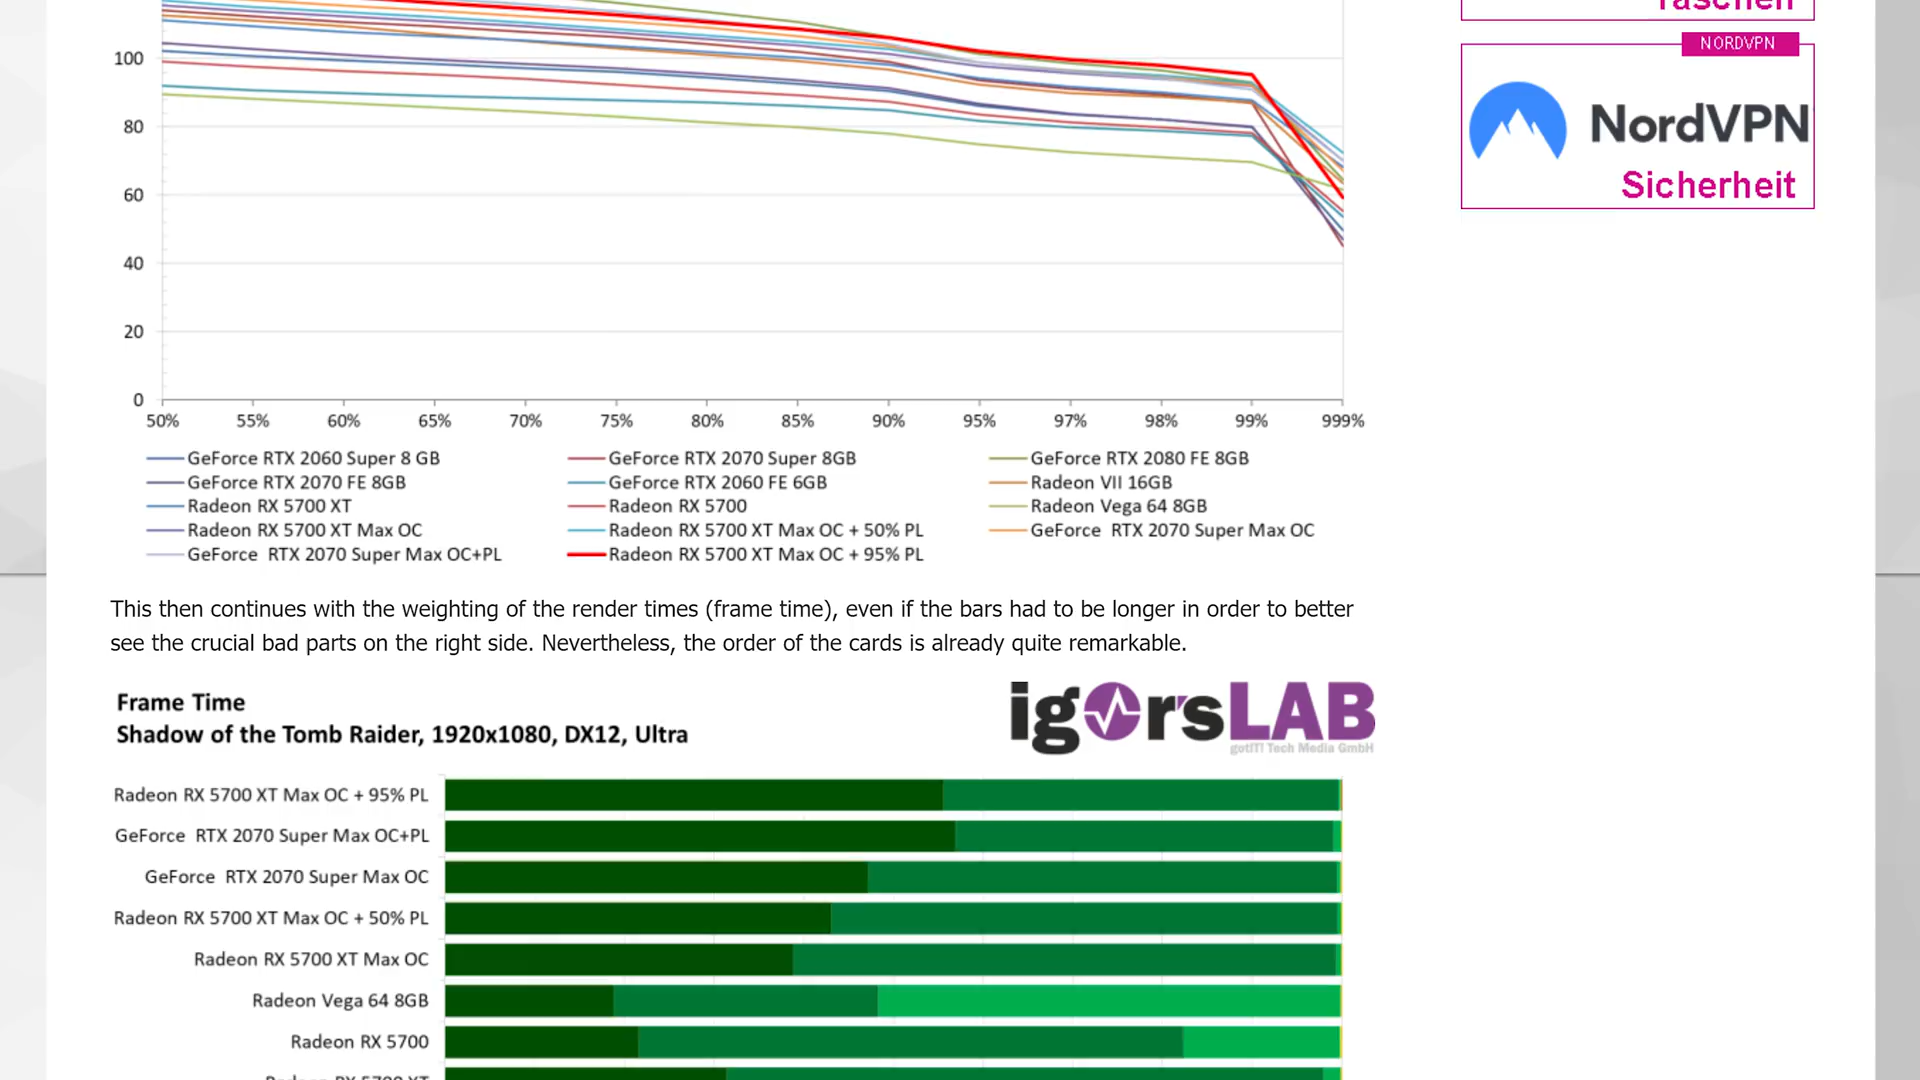 Taschen
NORDVPN
NordVPN
Sicherheit
100
80
60
40
20
0
50% 55% 60% 65% 70% 75% 80% 85% 90% 95% 97% 98% 99% 999%
GeForce RTX 2060 Super 8 GB GeForce RTX 2070 Super 8GB GeForce RTX 2080 FE 8GB
GeForce RTX 2070 FE 8GB GeForce RTX 2060 FE 6GB Radeon VII 16GB
Radeon RX 5700 XT Radeon RX 5700 Radeon Vega 64 8GB
Radeon RX 5700 XT Max OC Radeon RX 5700 XT Max OC + 50% PL GeForce RTX 2070 Super Max OC
GeForce RTX 2070 Super Max OC+PL Radeon RX 5700 XT Max OC + 95% PL
This then continues with the weighting of the render times (frame time), even if the bars had to be longer in order to better
see the crucial bad parts on the right side. Nevertheless, the order of the cards is already quite remarkable.
Frame Time
Shadow of the Tomb Raider, 1920x1080, DX12, Ultra
igor'sLAB
gotIT! Tech Media GmbH
Radeon RX 5700 XT Max OC + 95% PL
GeForce RTX 2070 Super Max OC+PL
GeForce RTX 2070 Super Max OC
Radeon RX 5700 XT Max OC + 50% PL
Radeon RX 5700 XT Max OC
Radeon Vega 64 8GB
Radeon RX 5700
Radeon RX 5700 XT